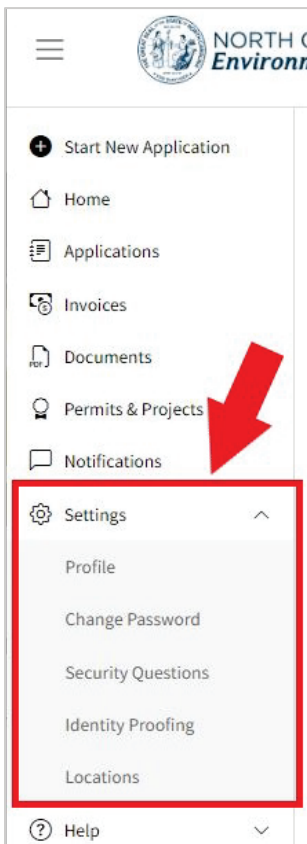 NORTH
Start New Application
Home
Applications
Invoices
PDF
Documents
Permits & Projects
Notifications
Settings
Profile
Change Password
Security Questions
Identity Proofing
Locations
Help